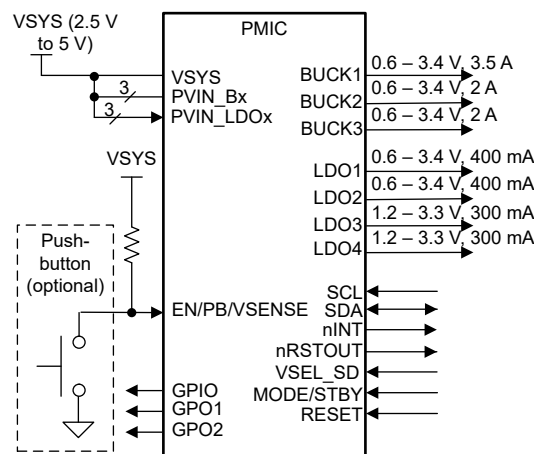 VSYS (2.5 V
to 5 V)
PMIC
VSYS
PVIN_Bx
PVIN_LDOx
3
3
BUCK1
0.6 – 3.4 V, 3.5 A
BUCK2
0.6 – 3.4 V, 2 A
BUCK3
0.6 – 3.4 V, 2 A
LDO1
0.6 – 3.4 V, 400 mA
LDO2
0.6 – 3.4 V, 400 mA
LDO3
1.2 – 3.3 V, 300 mA
LDO4
1.2 – 3.3 V, 300 mA
VSYS
Push-
button
(optional)
EN/PB/VSENSE
GPIO
GPO1
GPO2
SCL
SDA
nINT
nRSTOUT
VSEL_SD
MODE/STBY
RESET